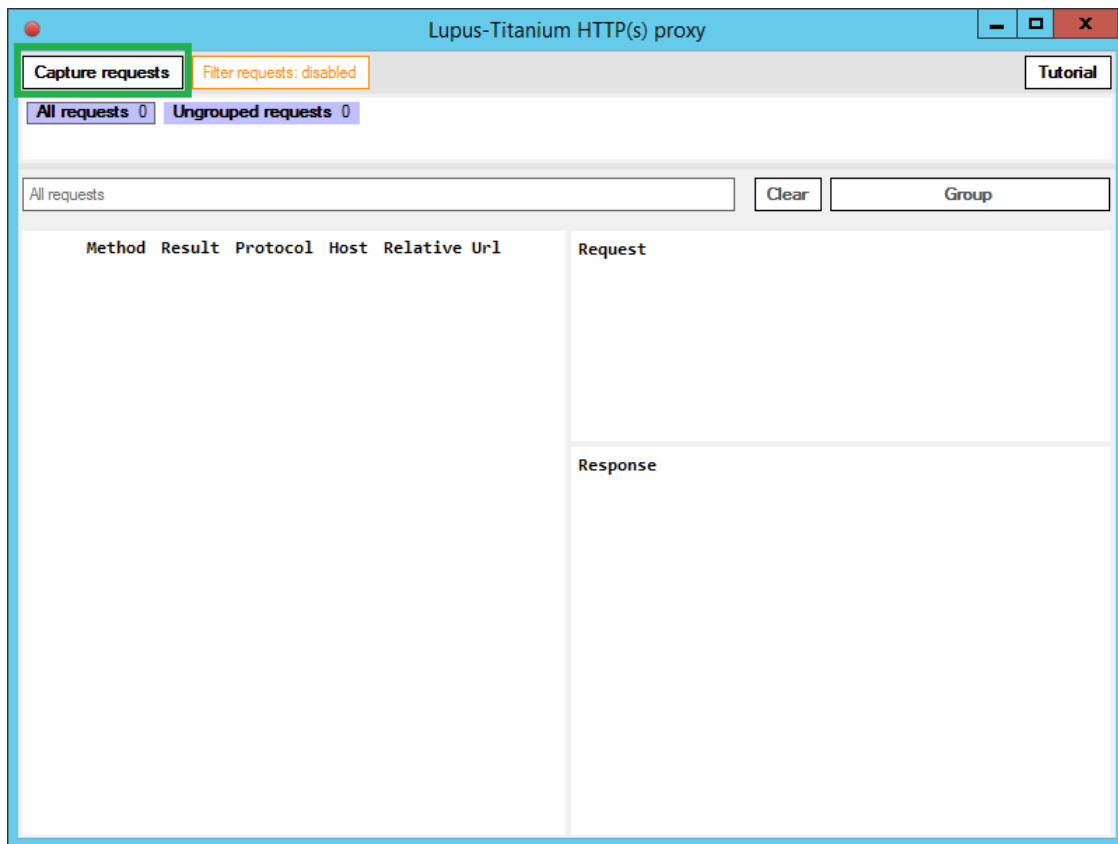 Lupus-Titanium HTTP(s) proxy
Capture requests Filter requests: disabled Tutorial
All requests 0 Ungrouped requests 0
All requests Clear Group
Method Result Protocol Host Relative Url
Request
Response